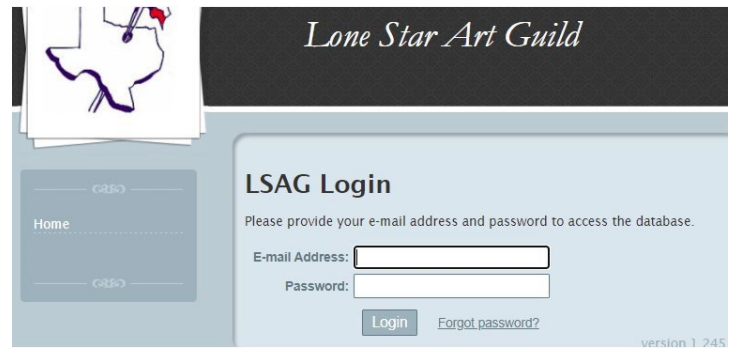 Lone Star Art Guild
Home
LSAG Login
Please provide your e-mail address and password to access the database.
E-mail Address:
Password:
Login Forgot password?
version 1.245